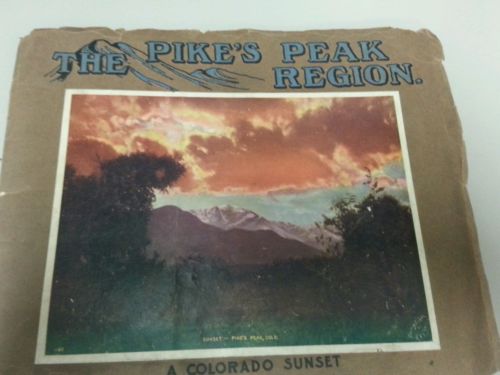 THE PIKE'S PEAK
REGION.
SUNSET — PIKE'S PEAK, COLO.
A COLORADO SUNSET